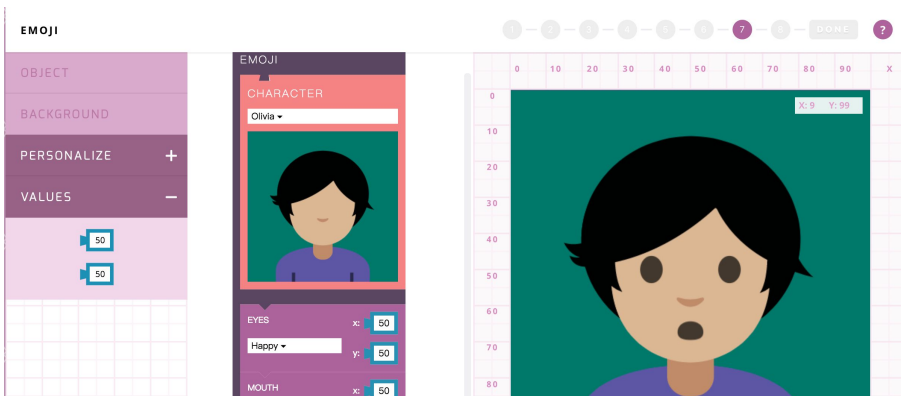 EMOJI
1 2 3 4 5 6 7 8 DONE ?
OBJECT
BACKGROUND
PERSONALIZE +
VALUES −
50
50
EMOJI
CHARACTER
Olivia
EYES x: 50
Happy y: 50
MOUTH x: 50
0 10 20 30 40 50 60 70 80 90 X
0
10
20
30
40
50
60
70
80
X: 9 Y: 99